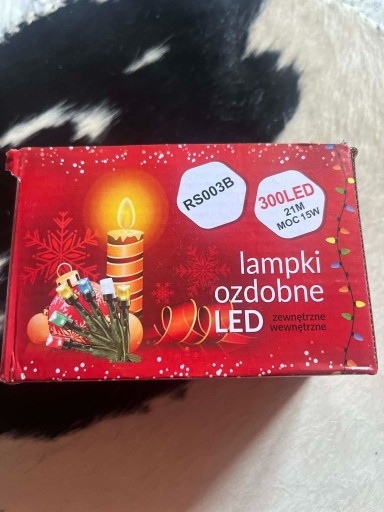 RS003B
300LED
21M
MOC 15W
lampki
ozdobne
LED
zewnętrzne
wewnętrzne